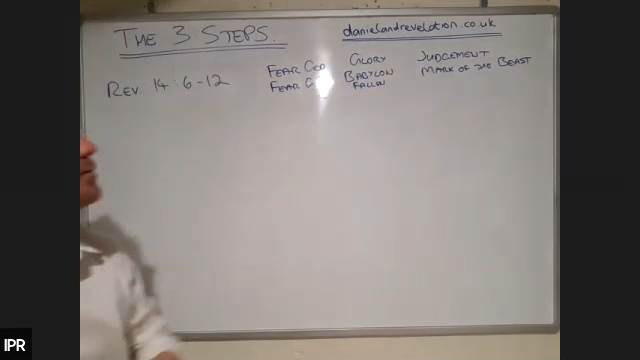 THE 3 STEPS.
danielandrevelation.co.uk
REV 14:6-12
FEAR GOD GLORY JUDGEMENT
FEAR BABYLON MARK OF THE BEAST
FALLEN
IPR